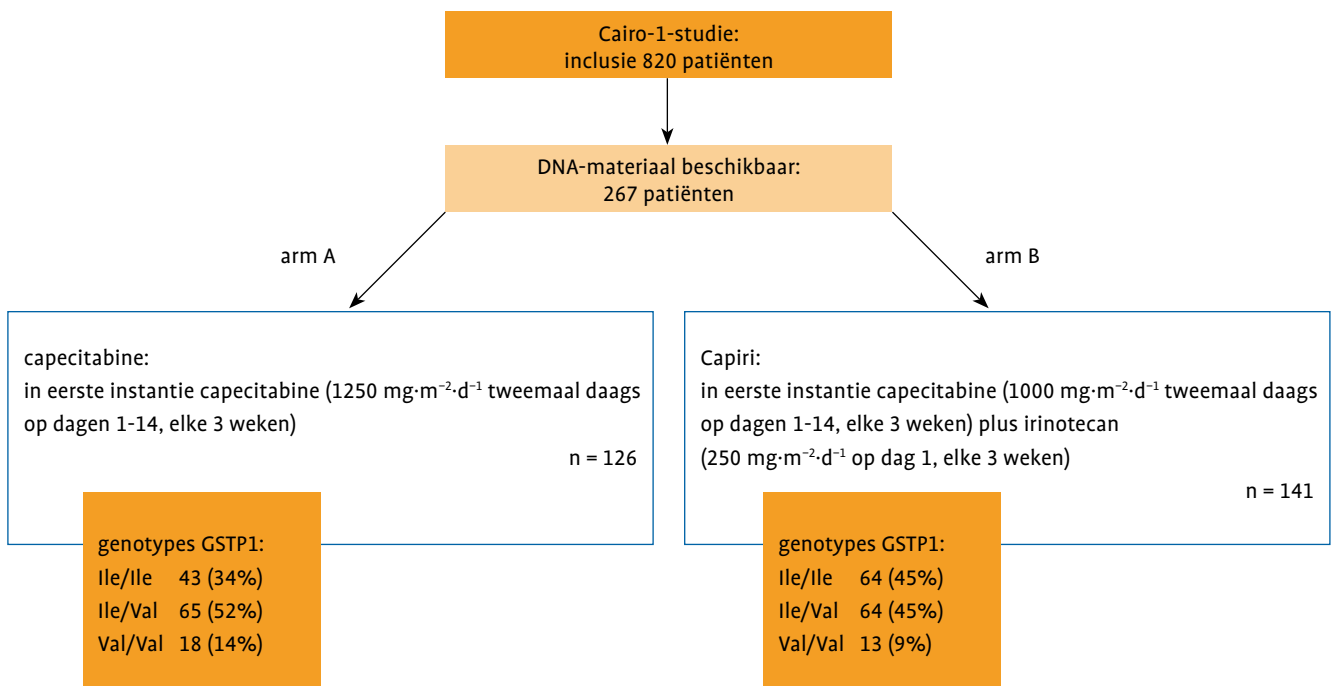 Cairo-1-studie:
inclusie 820 patiënten
DNA-materiaal beschikbaar:
267 patiënten
arm A
arm B
capecitabine:
in eerste instantie capecitabine (1250 mg·m⁻²·d⁻¹ tweemaal daags
op dagen 1-14, elke 3 weken)
n = 126
genotypes GSTP1:
Ile/Ile 43 (34%)
Ile/Val 65 (52%)
Val/Val 18 (14%)
Capiri:
in eerste instantie capecitabine (1000 mg·m⁻²·d⁻¹ tweemaal daags
op dagen 1-14, elke 3 weken) plus irinotecan
(250 mg·m⁻²·d⁻¹ op dag 1, elke 3 weken)
n = 141
genotypes GSTP1:
Ile/Ile 64 (45%)
Ile/Val 64 (45%)
Val/Val 13 (9%)